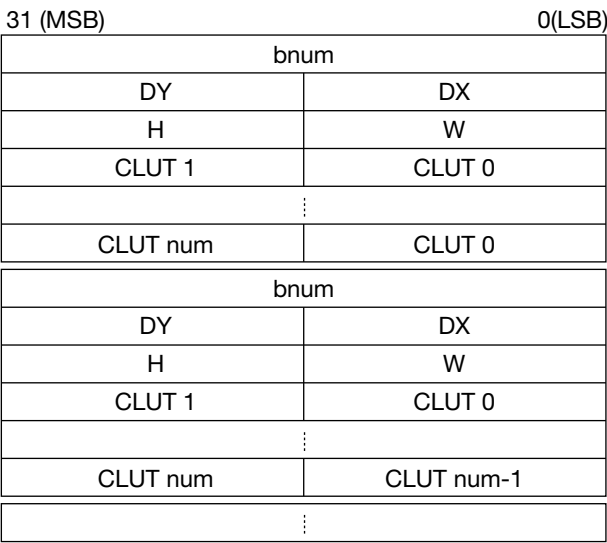 31 (MSB) 0(LSB)
bnum
DY DX
H W
CLUT 1 CLUT 0
CLUT num CLUT 0
bnum
DY DX
H W
CLUT 1 CLUT 0
CLUT num CLUT num-1